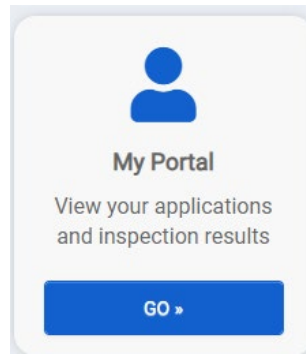 My Portal
View your applications
and inspection results
GO »